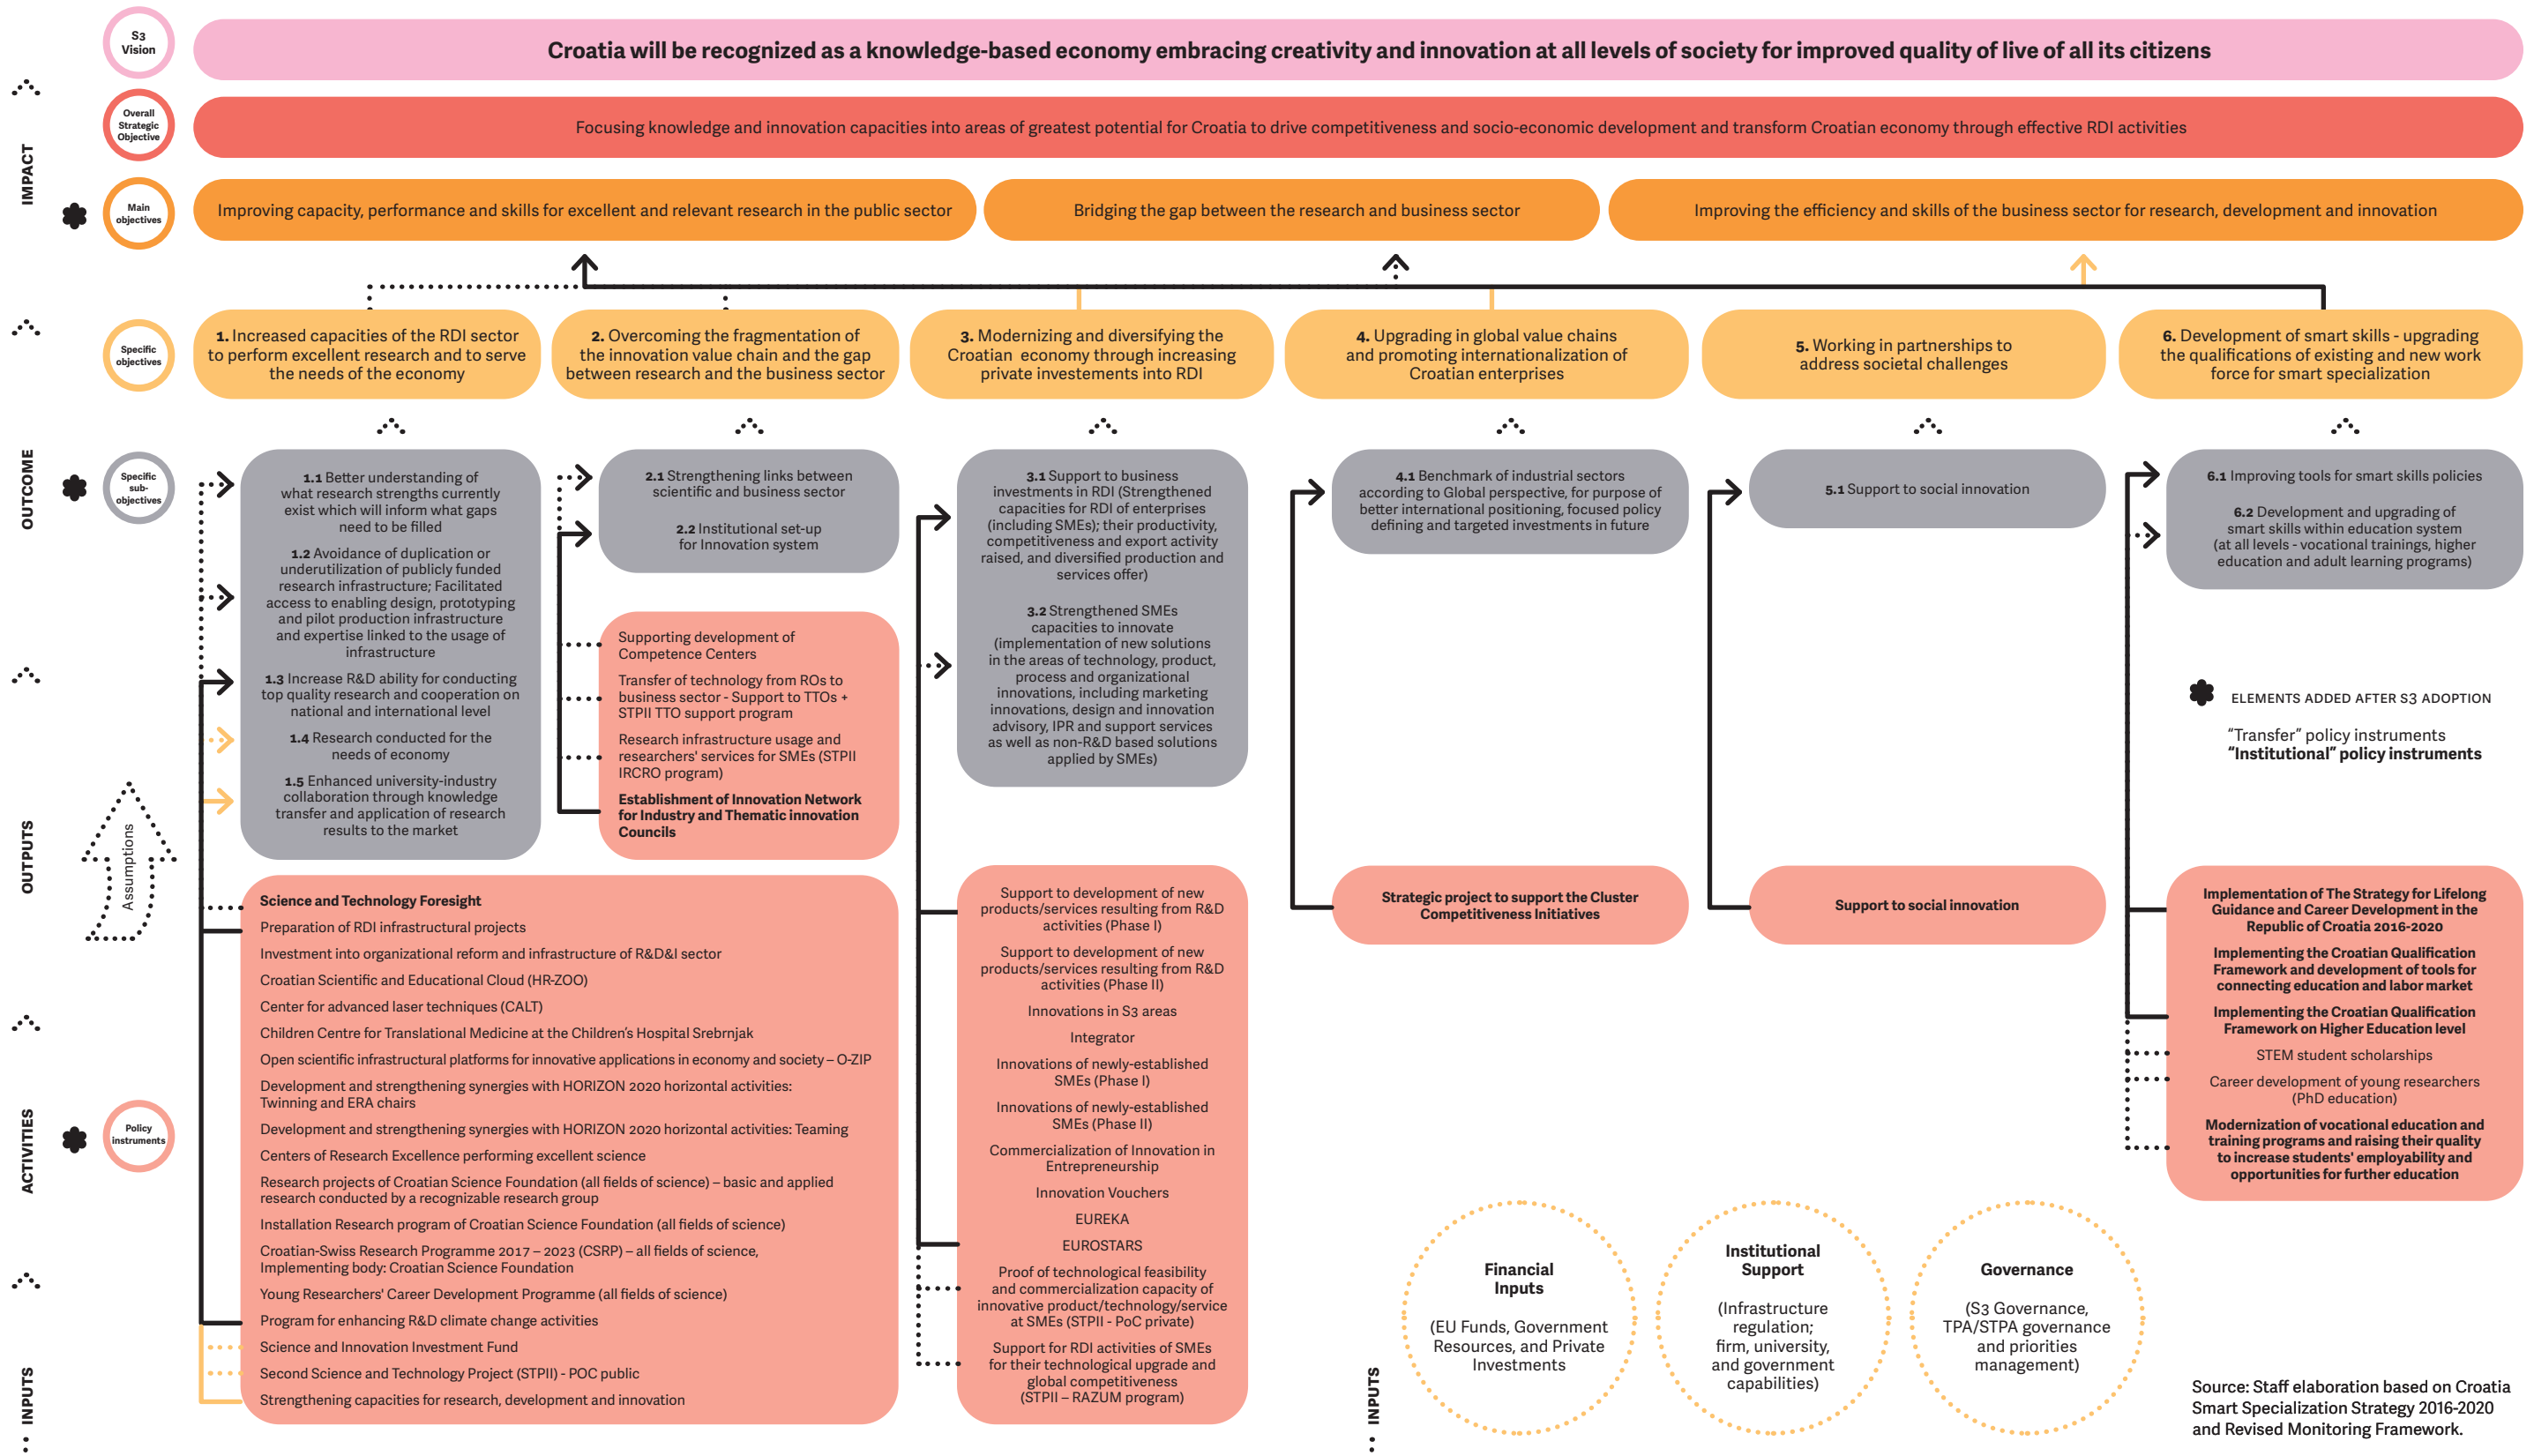 S3
Vision
Croatia will be recognized as a knowledge-based economy embracing creativity and innovation at all levels of society for improved quality of live of all its citizens
IMPACT
Overall
Strategic
Objective
Focusing knowledge and innovation capacities into areas of greatest potential for Croatia to drive competitiveness and socio-economic development and transform Croatian economy through effective RDI activities
Main
objectives
Improving capacity, performance and skills for excellent and relevant research in the public sector
Bridging the gap between the research and business sector
Improving the efficiency and skills of the business sector for research, development and innovation
Specific
objectives
1. Increased capacities of the RDI sector
to perform excellent research and to serve
the needs of the economy
2. Overcoming the fragmentation of
the innovation value chain and the gap
between research and the business sector
3. Modernizing and diversifying the
Croatian economy through increasing
private investements into RDI
4. Upgrading in global value chains
and promoting internationalization of
Croatian enterprises
5. Working in partnerships to
address societal challenges
6. Development of smart skills - upgrading
the qualifications of existing and new work
force for smart specialization
OUTCOME
Specific
sub-
objectives
1.1 Better understanding of
what research strengths currently
exist which will inform what gaps
need to be filled
1.2 Avoidance of duplication or
underutilization of publicly funded
research infrastructure; Facilitated
access to enabling design, prototyping
and pilot production infrastructure
and expertise linked to the usage of
infrastructure
1.3 Increase R&D ability for conducting
top quality research and cooperation on
national and international level
1.4 Research conducted for the
needs of economy
1.5 Enhanced university-industry
collaboration through knowledge
transfer and application of research
results to the market
2.1 Strengthening links between
scientific and business sector
2.2 Institutional set-up
for Innovation system
Supporting development of
Competence Centers
Transfer of technology from ROs to
business sector - Support to TTOs +
STPII TTO support program
Research infrastructure usage and
researchers' services for SMEs (STPII
IRCRO program)
Establishment of Innovation Network
for Industry and Thematic innovation
Councils
3.1 Support to business
investments in RDI (Strengthened
capacities for RDI of enterprises
(including SMEs); their productivity,
competitiveness and export activity
raised, and diversified production and
services offer)
3.2 Strengthened SMEs
capacities to innovate
(implementation of new solutions
in the areas of technology, product,
process and organizational
innovations, including marketing
innovations, design and innovation
advisory, IPR and support services
as well as non-R&D based solutions
applied by SMEs)
4.1 Benchmark of industrial sectors
according to Global perspective, for purpose of
better international positioning, focused policy
defining and targeted investments in future
5.1 Support to social innovation
6.1 Improving tools for smart skills policies
6.2 Development and upgrading of
smart skills within education system
(at all levels - vocational trainings, higher
education and adult learning programs)
ELEMENTS ADDED AFTER S3 ADOPTION
“Transfer” policy instruments
“Institutional” policy instruments
OUTPUTS
Assumptions
ACTIVITIES
Policy
instruments
INPUTS
Science and Technology Foresight
Preparation of RDI infrastructural projects
Investment into organizational reform and infrastructure of R&D&I sector
Croatian Scientific and Educational Cloud (HR-ZOO)
Center for advanced laser techniques (CALT)
Children Centre for Translational Medicine at the Children’s Hospital Srebrnjak
Open scientific infrastructural platforms for innovative applications in economy and society – O-ZIP
Development and strengthening synergies with HORIZON 2020 horizontal activities:
Twinning and ERA chairs
Development and strengthening synergies with HORIZON 2020 horizontal activities: Teaming
Centers of Research Excellence performing excellent science
Research projects of Croatian Science Foundation (all fields of science) – basic and applied
research conducted by a recognizable research group
Installation Research program of Croatian Science Foundation (all fields of science)
Croatian-Swiss Research Programme 2017 – 2023 (CSRP) – all fields of science,
Implementing body: Croatian Science Foundation
Young Researchers' Career Development Programme (all fields of science)
Program for enhancing R&D climate change activities
Science and Innovation Investment Fund
Second Science and Technology Project (STPII) - POC public
Strengthening capacities for research, development and innovation
Support to development of new
products/services resulting from R&D
activities (Phase I)
Support to development of new
products/services resulting from R&D
activities (Phase II)
Innovations in S3 areas
Integrator
Innovations of newly-established
SMEs (Phase I)
Innovations of newly-established
SMEs (Phase II)
Commercialization of Innovation in
Entrepreneurship
Innovation Vouchers
EUREKA
EUROSTARS
Proof of technological feasibility
and commercialization capacity of
innovative product/technology/service
at SMEs (STPII - PoC private)
Support for RDI activities of SMEs
for their technological upgrade and
global competitiveness
(STPII – RAZUM program)
Strategic project to support the Cluster
Competitiveness Initiatives
Support to social innovation
Implementation of The Strategy for Lifelong
Guidance and Career Development in the
Republic of Croatia 2016-2020
Implementing the Croatian Qualification
Framework and development of tools for
connecting education and labor market
Implementing the Croatian Qualification
Framework on Higher Education level
STEM student scholarships
Career development of young researchers
(PhD education)
Modernization of vocational education and
training programs and raising their quality
to increase students' employability and
opportunities for further education
INPUTS
Financial
Inputs
(EU Funds, Government
Resources, and Private
Investments
Institutional
Support
(Infrastructure
regulation;
firm, university,
and government
capabilities)
Governance
(S3 Governance,
TPA/STPA governance
and priorities
management)
Source: Staff elaboration based on Croatia
Smart Specialization Strategy 2016-2020
and Revised Monitoring Framework.